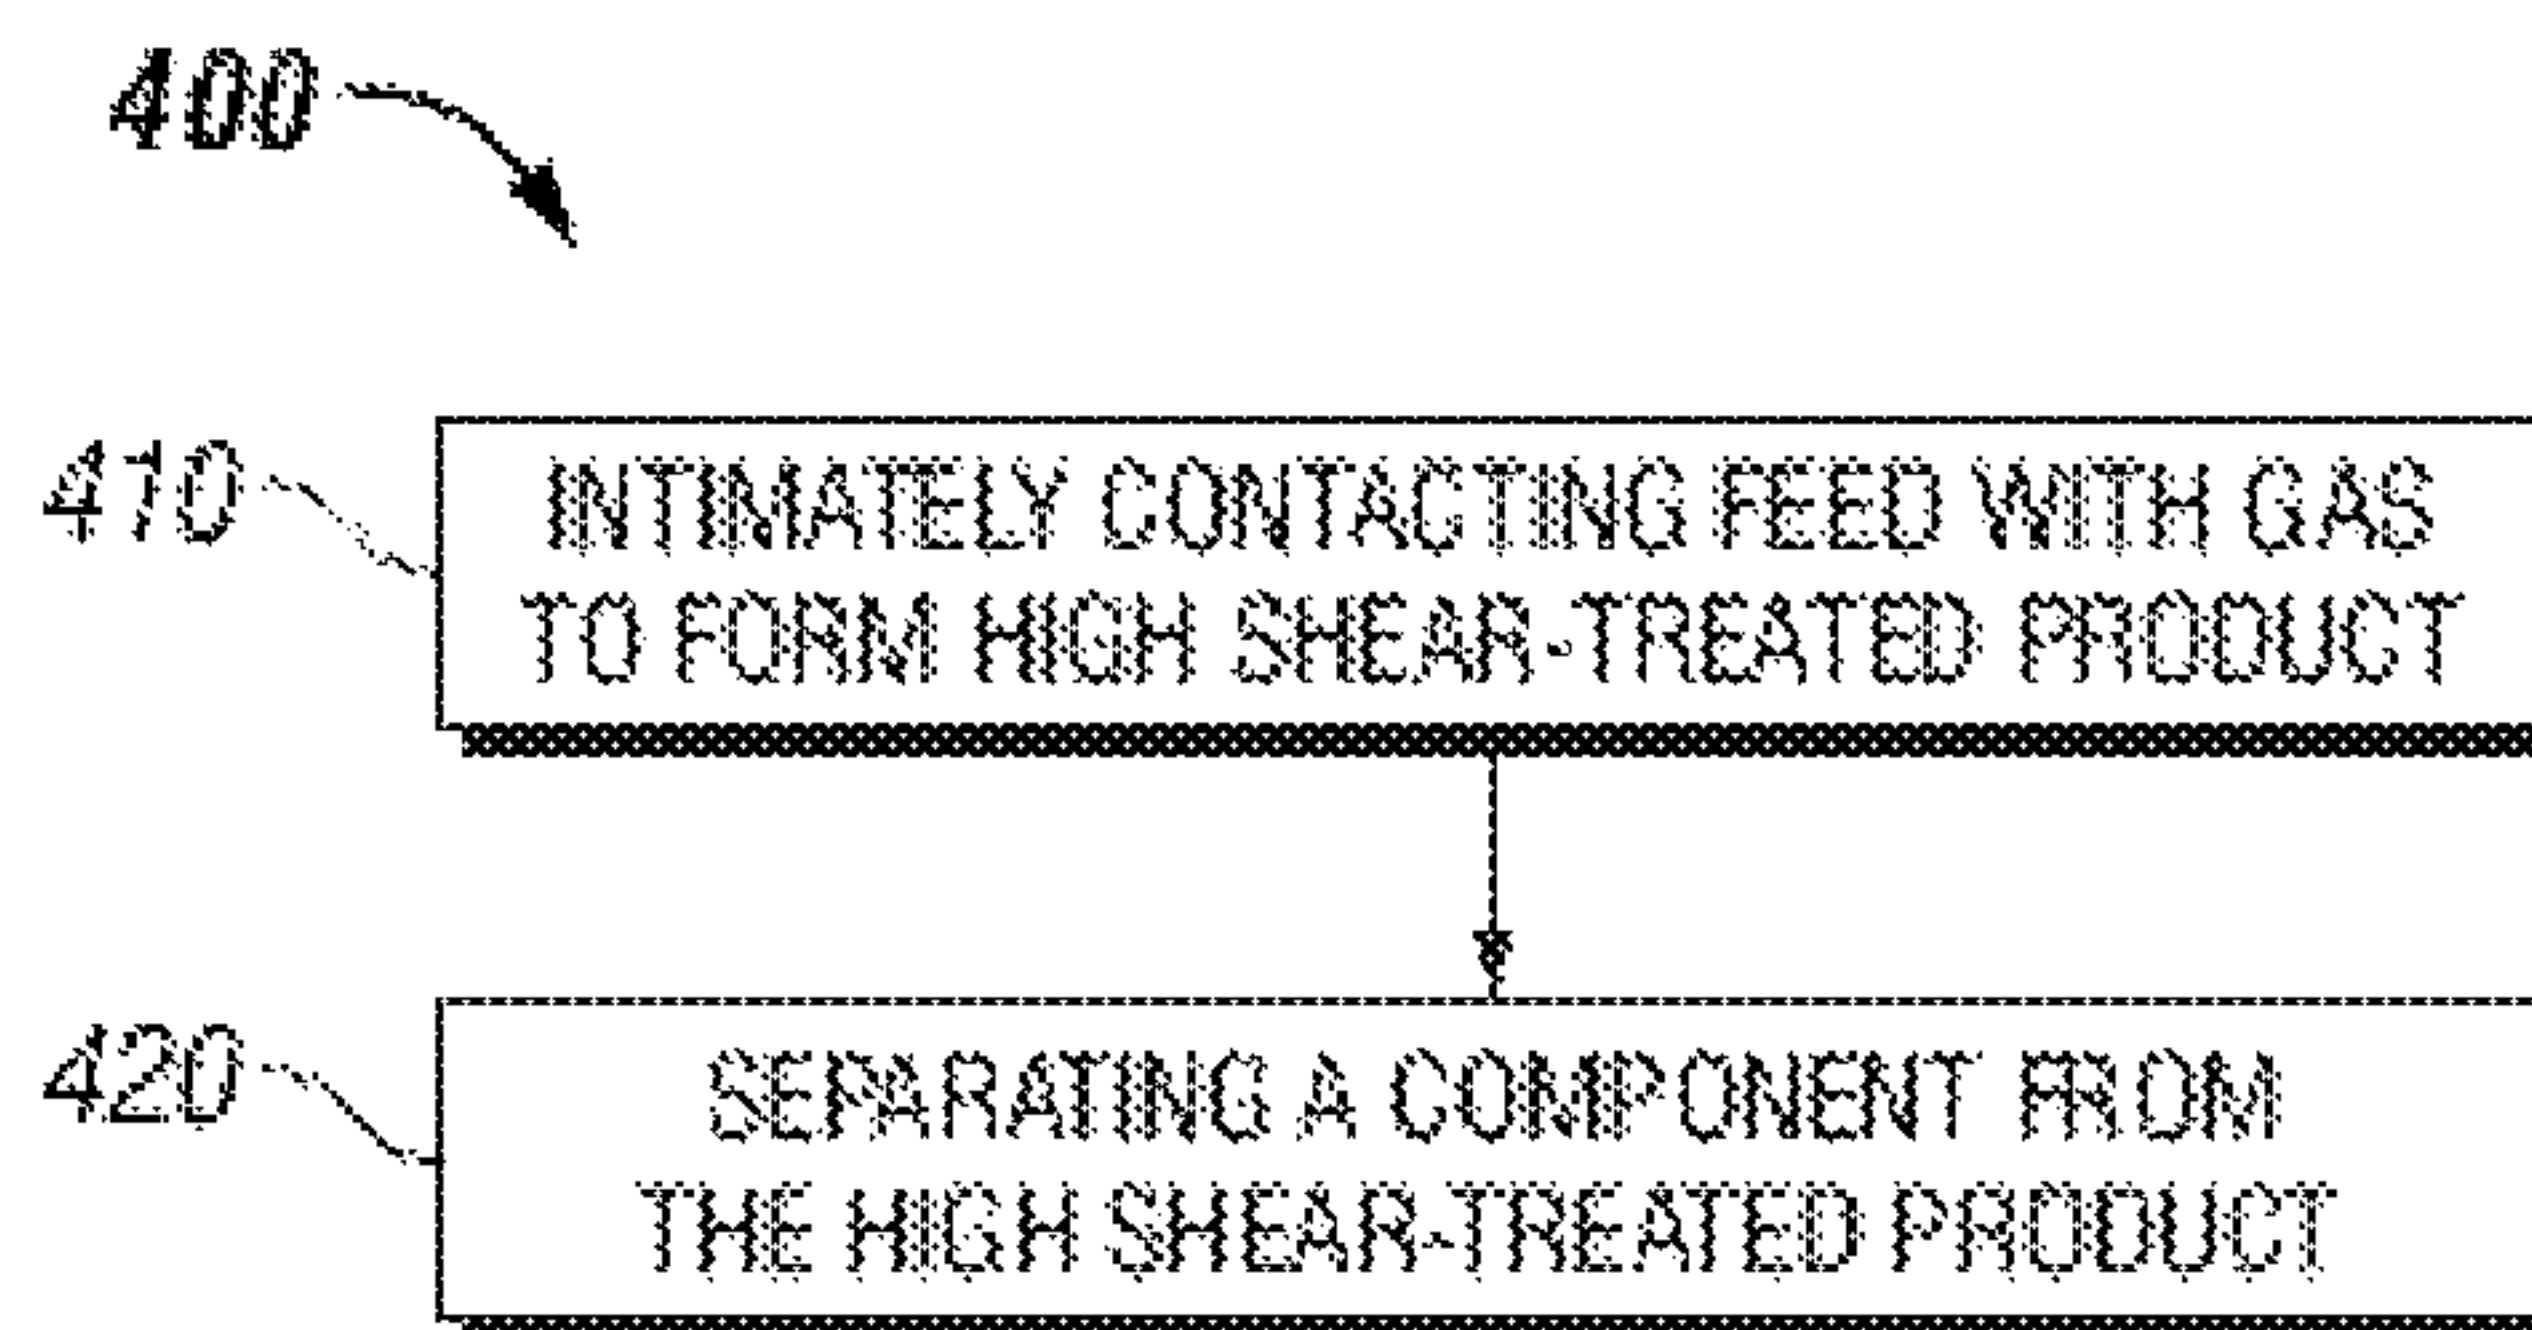 400
410
INTIMATELY CONTACTING FEED WITH GAS
TO FORM HIGH SHEAR-TREATED PRODUCT
420
SEPARATING A COMPONENT FROM
THE HIGH SHEAR-TREATED PRODUCT